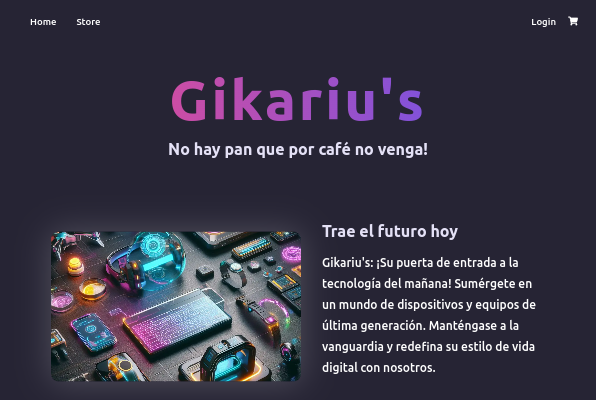 Home Store Login
Gikariu's
No hay pan que por café no venga!
Trae el futuro hoy
Gikariu's: ¡Su puerta de entrada a la
tecnología del mañana! Sumérgete en
un mundo de dispositivos y equipos de
última generación. Manténgase a la
vanguardia y redefina su estilo de vida
digital con nosotros.